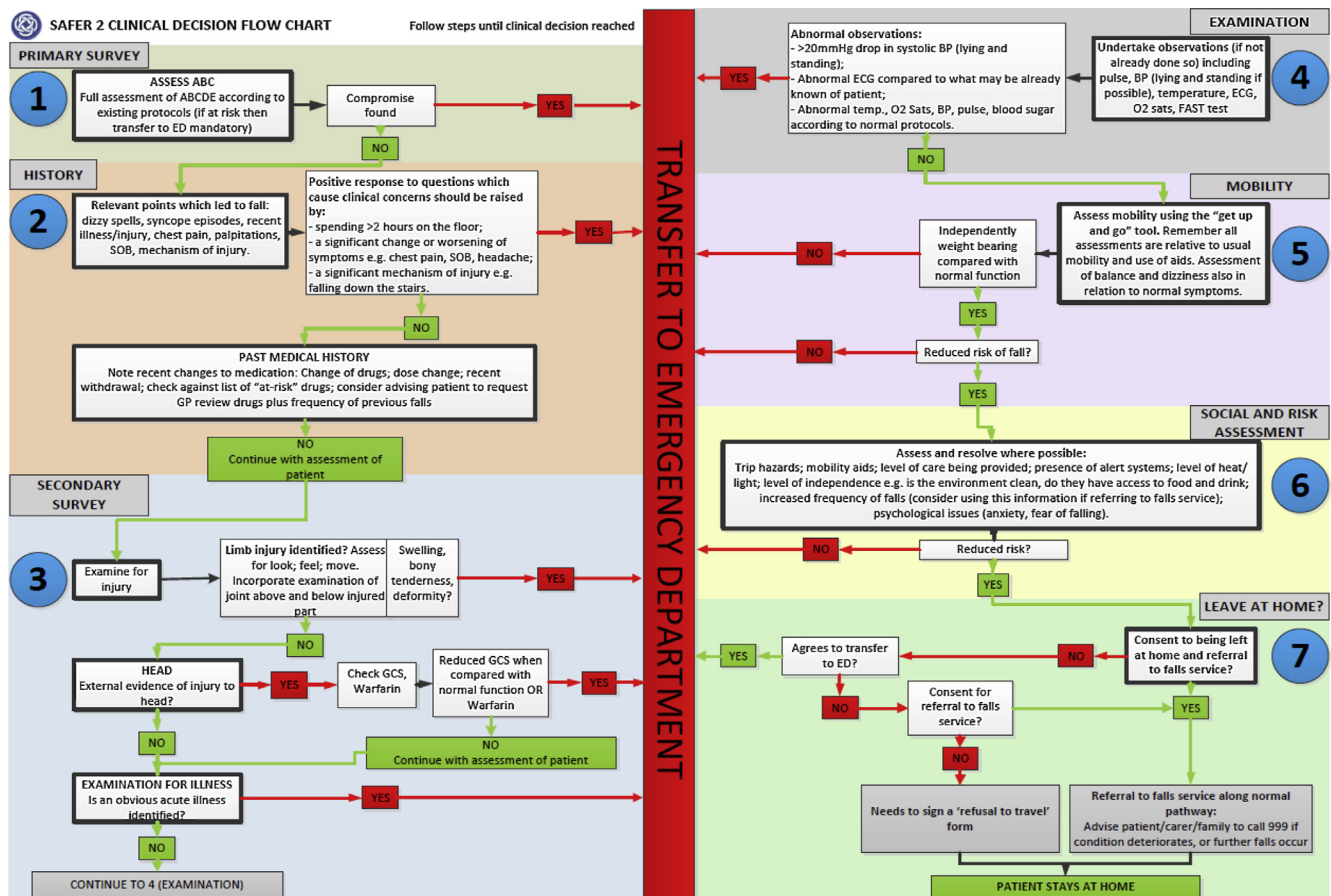 SAFER 2 CLINICAL DECISION FLOW CHART
Follow steps until clinical decision reached
PRIMARY SURVEY
1
ASSESS ABC
Full assessment of ABCDE according to
existing protocols (if at risk then
transfer to ED mandatory)
Compromise
found
YES
NO
HISTORY
2
Relevant points which led to fall:
dizzy spells, syncope episodes, recent
illness/injury, chest pain, palpitations,
SOB, mechanism of injury.
Positive response to questions which
cause clinical concerns should be raised
by:
- spending >2 hours on the floor;
- a significant change or worsening of
symptoms e.g. chest pain, SOB, headache;
- a significant mechanism of injury e.g.
falling down the stairs.
YES
NO
PAST MEDICAL HISTORY
Note recent changes to medication: Change of drugs; dose change; recent
withdrawal; check against list of "at-risk" drugs; consider advising patient to request
GP review drugs plus frequency of previous falls
NO
Continue with assessment of
patient
SECONDARY
SURVEY
3
Examine for
injury
Limb injury identified? Assess
for look; feel; move.
Incorporate examination of
joint above and below injured
part
Swelling,
bony
tenderness,
deformity?
YES
NO
HEAD
External evidence of injury to
head?
YES
Check GCS,
Warfarin
Reduced GCS when
compared with
normal function OR
Warfarin
YES
NO
NO
Continue with assessment of patient
EXAMINATION FOR ILLNESS
Is an obvious acute illness
identified?
YES
NO
CONTINUE TO 4 (EXAMINATION)
TRANSFER TO EMERGENCY DEPARTMENT
EXAMINATION
4
Undertake observations (if not
already done so) including
pulse, BP (lying and standing if
possible), temperature, ECG,
O2 sats, FAST test
Abnormal observations:
- >20mmHg drop in systolic BP (lying and
standing);
- Abnormal ECG compared to what may be already
known of patient;
- Abnormal temp., O2 Sats, BP, pulse, blood sugar
according to normal protocols.
YES
NO
MOBILITY
5
Assess mobility using the "get up
and go" tool. Remember all
assessments are relative to usual
mobility and use of aids. Assessment
of balance and dizziness also in
relation to normal symptoms.
Independently
weight bearing
compared with
normal function
NO
YES
Reduced risk of fall?
NO
YES
SOCIAL AND RISK
ASSESSMENT
6
Assess and resolve where possible:
Trip hazards; mobility aids; level of care being provided; presence of alert systems; level of heat/
light; level of independence e.g. is the environment clean, do they have access to food and drink;
increased frequency of falls (consider using this information if referring to falls service);
psychological issues (anxiety, fear of falling).
Reduced risk?
NO
YES
LEAVE AT HOME?
7
Consent to being left
at home and referral
to falls service?
NO
Agrees to transfer
to ED?
YES
NO
Consent for
referral to falls
service?
YES
NO
Needs to sign a 'refusal to travel'
form
Referral to falls service along normal
pathway:
Advise patient/carer/family to call 999 if
condition deteriorates, or further falls occur
PATIENT STAYS AT HOME